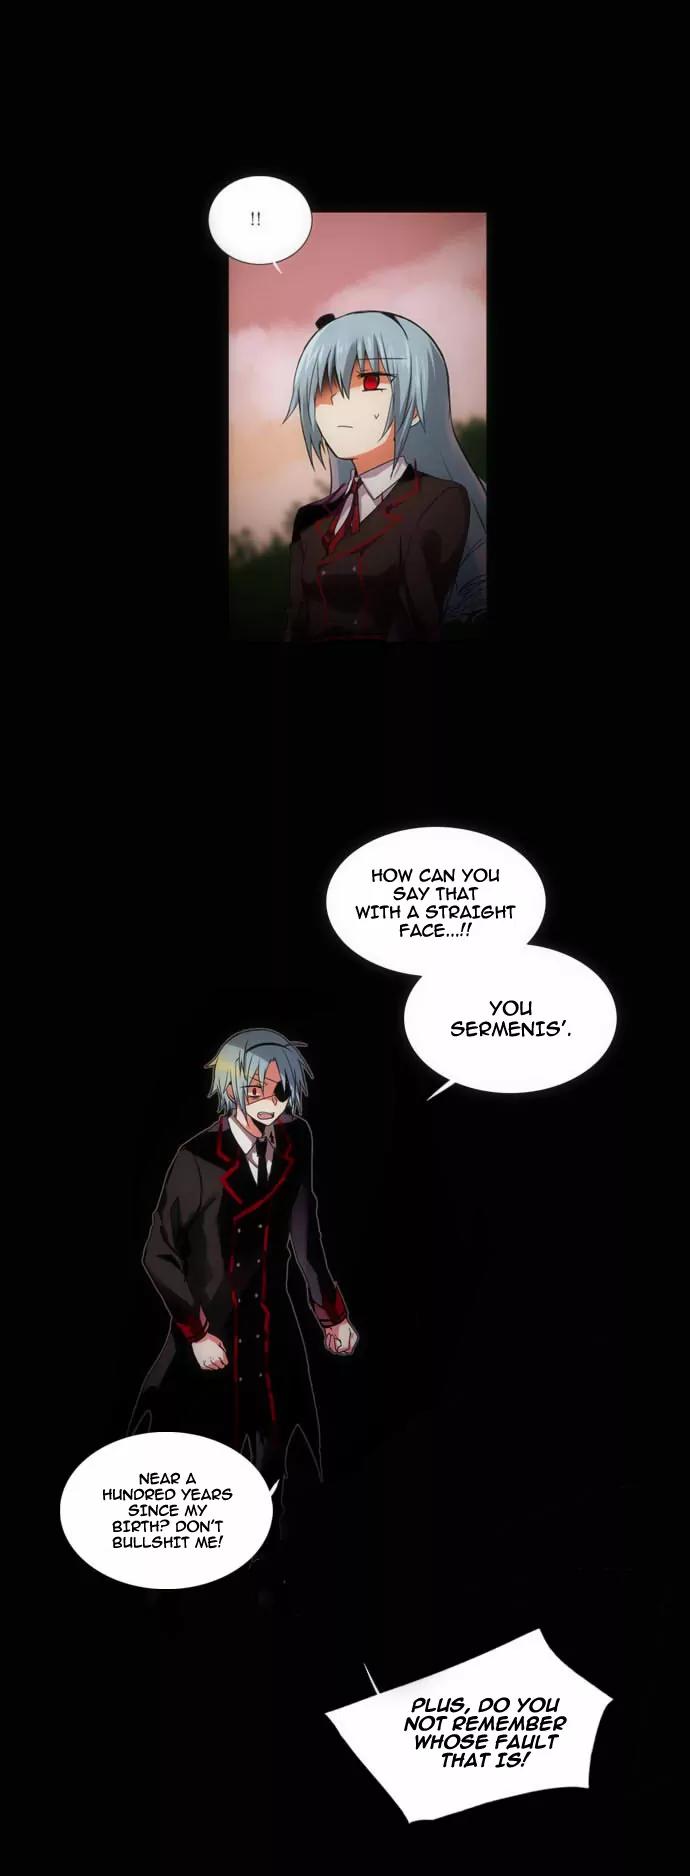 !!
HOW CAN YOU
SAY THAT
WITH A STRAIGHT
FACE...!!
YOU
SERMENIS'.
NEAR A
HUNDRED YEARS
SINCE MY
BIRTH? DON'T
BULLSHIT ME!
PLUS, DO YOU
NOT REMEMBER
WHOSE FAULT
THAT IS!